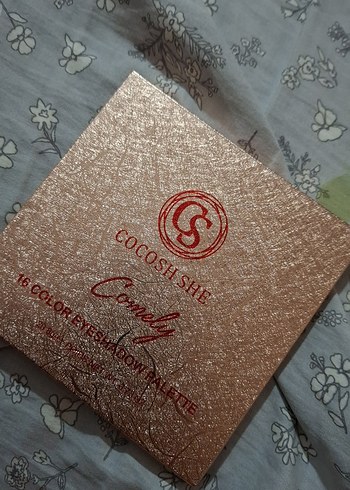 CS
COCOSH SHE
Comely
16 COLOR EYESHADOW PALETTE